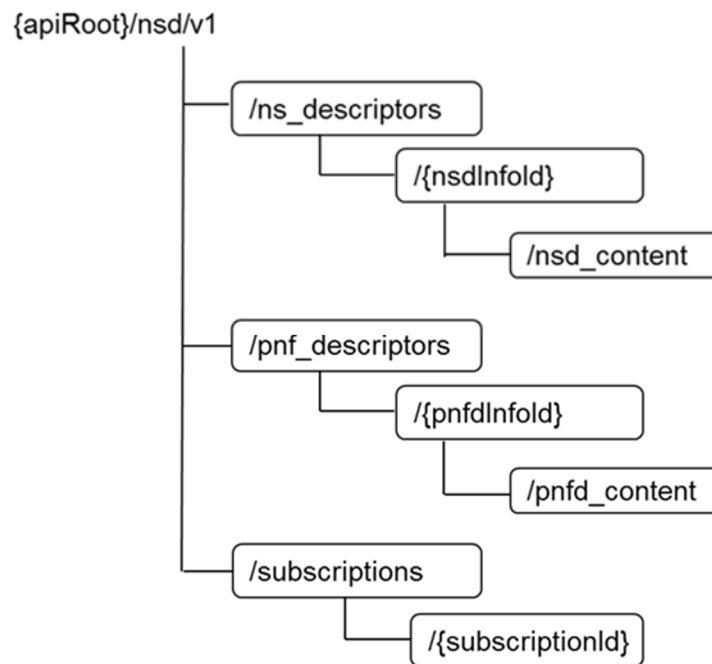 {apiRoot}/nsd/v1
/ns_descriptors
/{nsdInfoId}
/nsd_content
/pnf_descriptors
/{pnfdInfoId}
/pnfd_content
/subscriptions
/{subscriptionId}